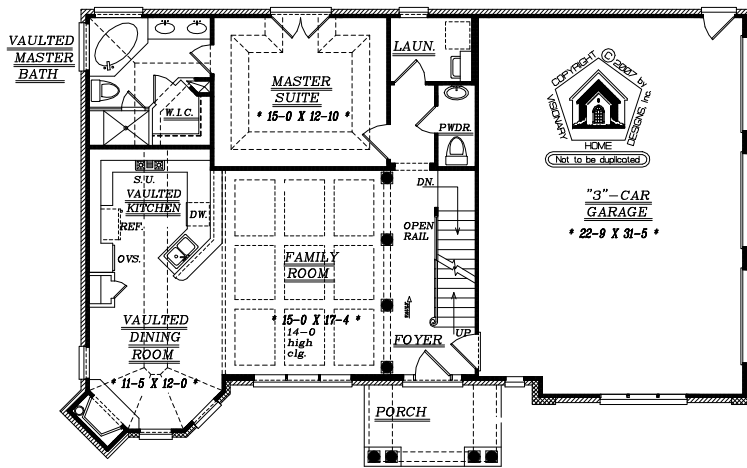 VAULTED
MASTER
BATH
W.I.C.
MASTER
SUITE
* 15-0 X 12-10 *
LAUN.
PWDR.
COPYRIGHT © 2007 by
VISIONARY HOME DESIGNS, Inc.
Not to be duplicated
"3"-CAR
GARAGE
* 22-9 X 31-5 *
S.U.
VAULTED
KITCHEN
DW.
REF.
OVS.
DN.
OPEN
RAIL
FAMILY
ROOM
* 15-0 X 17-4 *
14-0
high
clg.
UP
FOYER
VAULTED
DINING
ROOM
* 11-5 X 12-0 *
PORCH